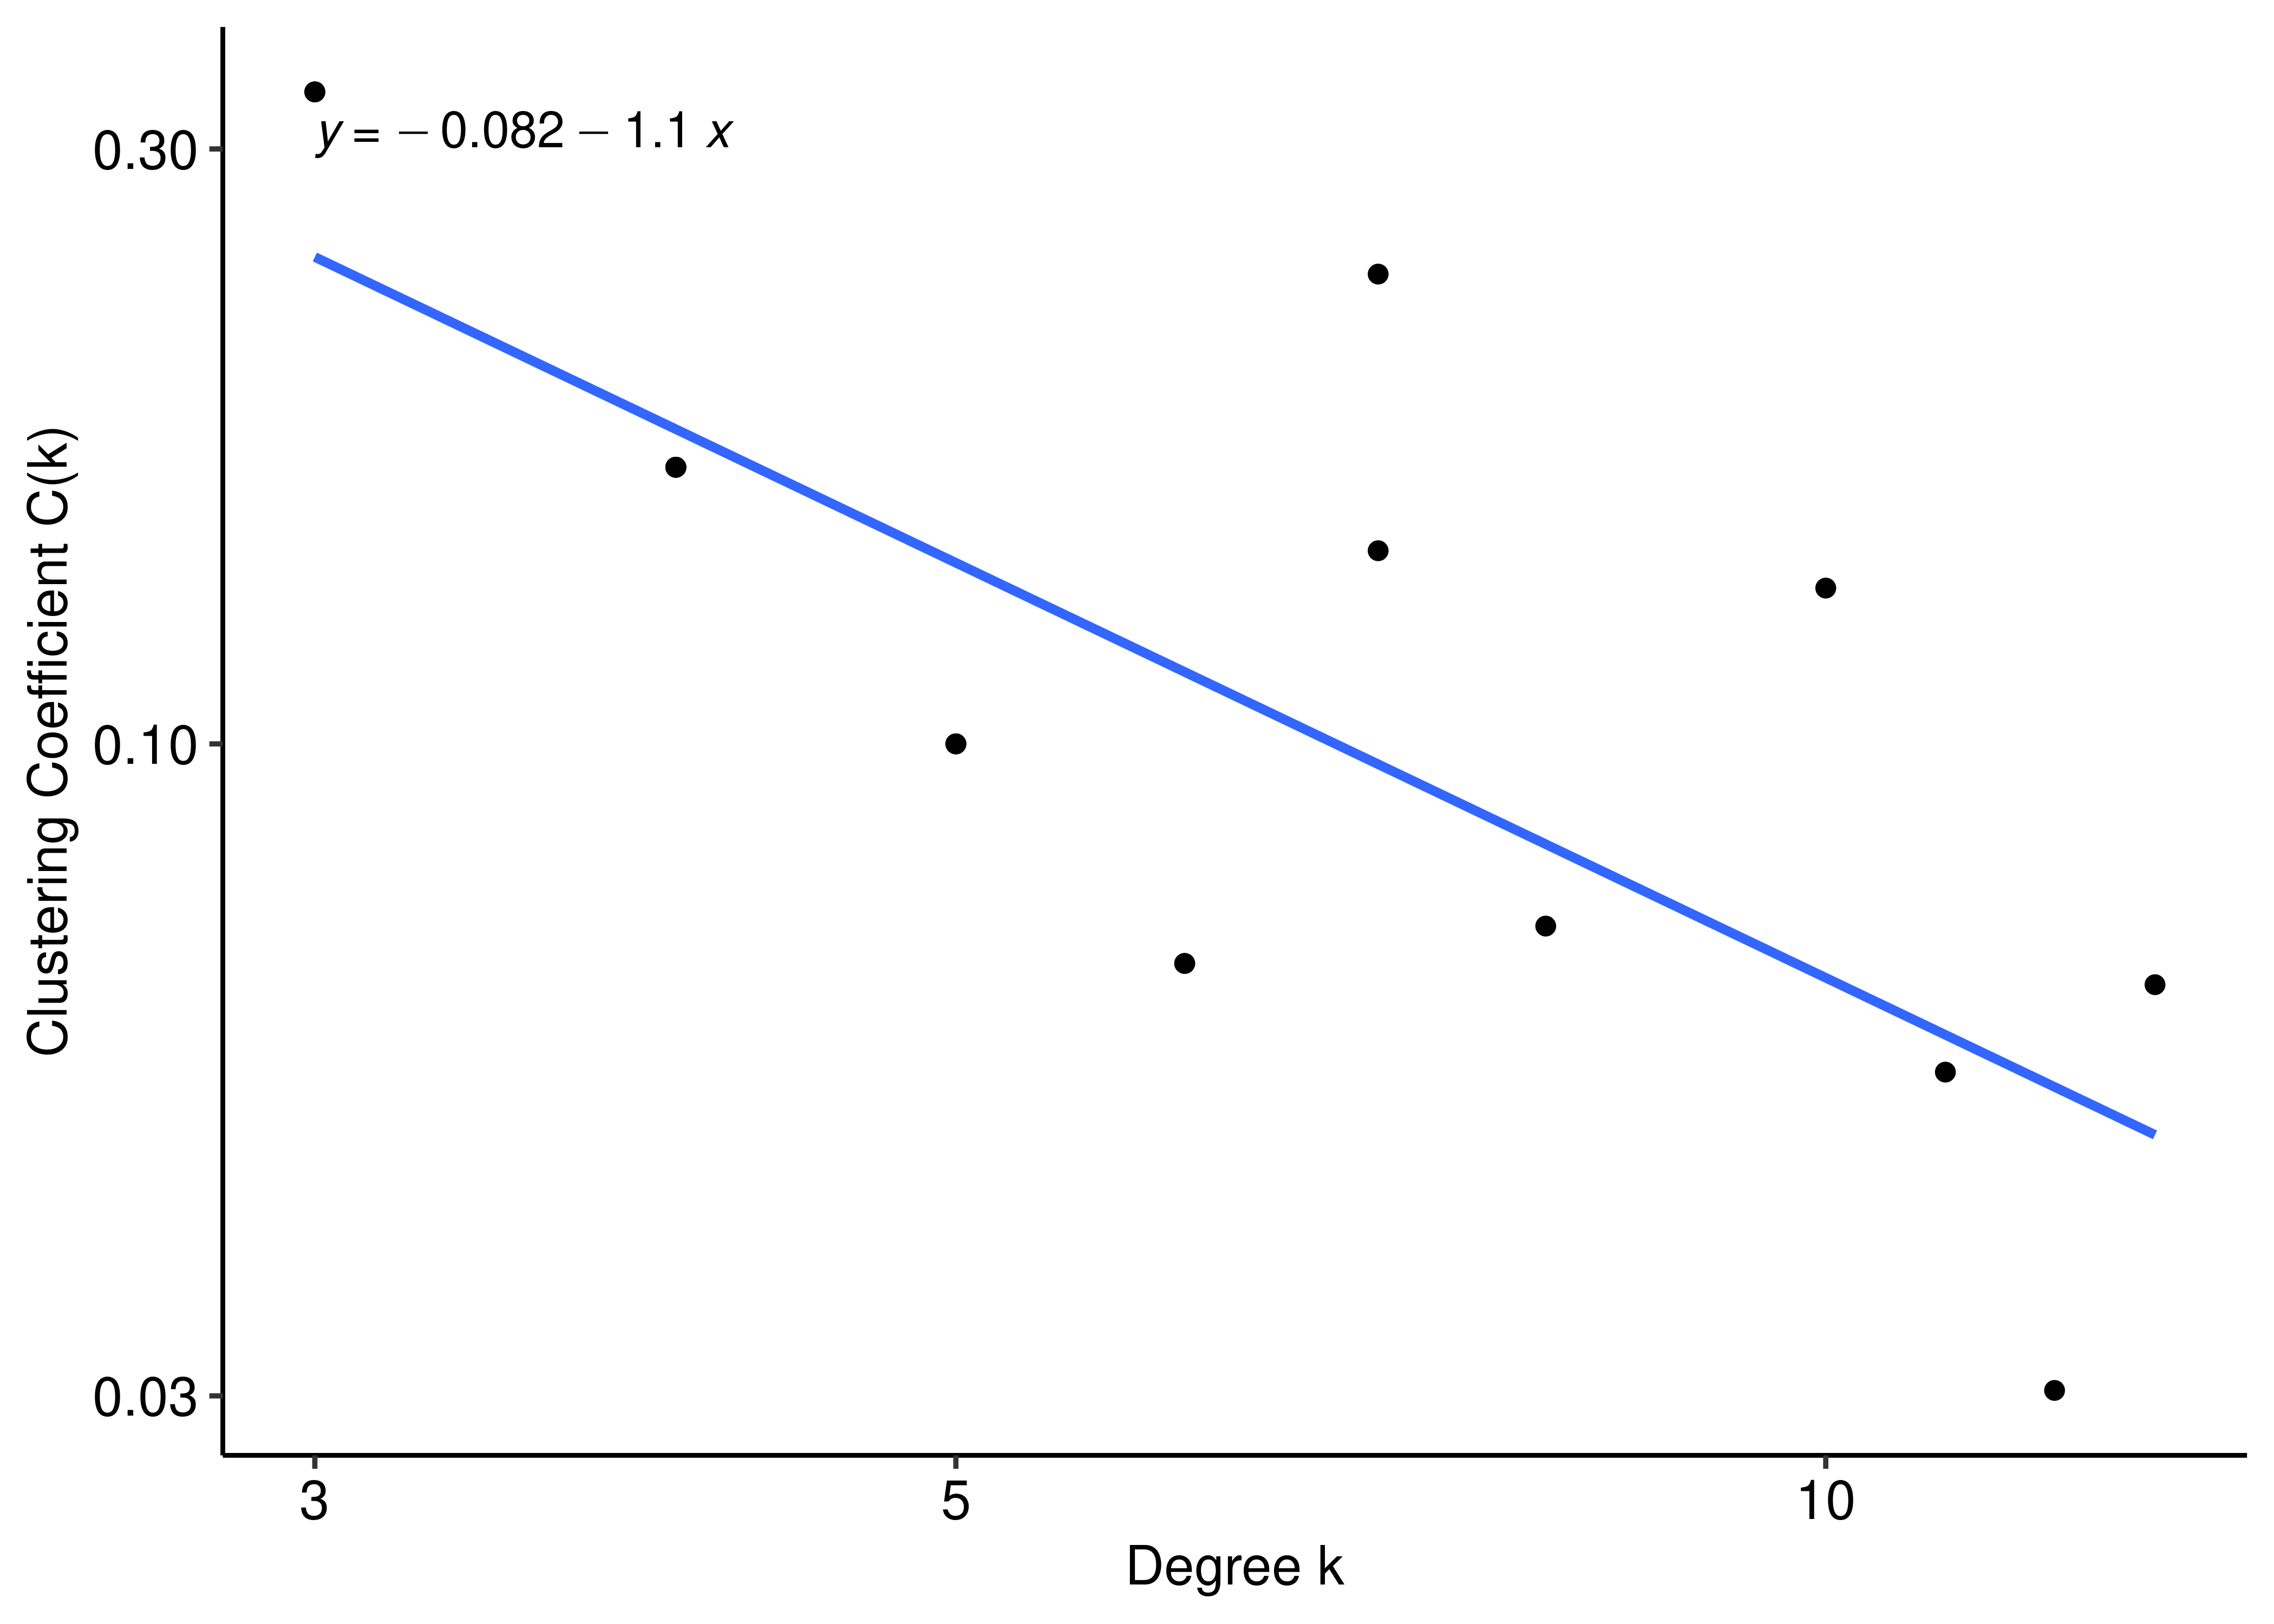 y = − 0.082 − 1.1 x
0.30
0.10
0.03
Clustering Coefficient C(k)
3 5 10
Degree k